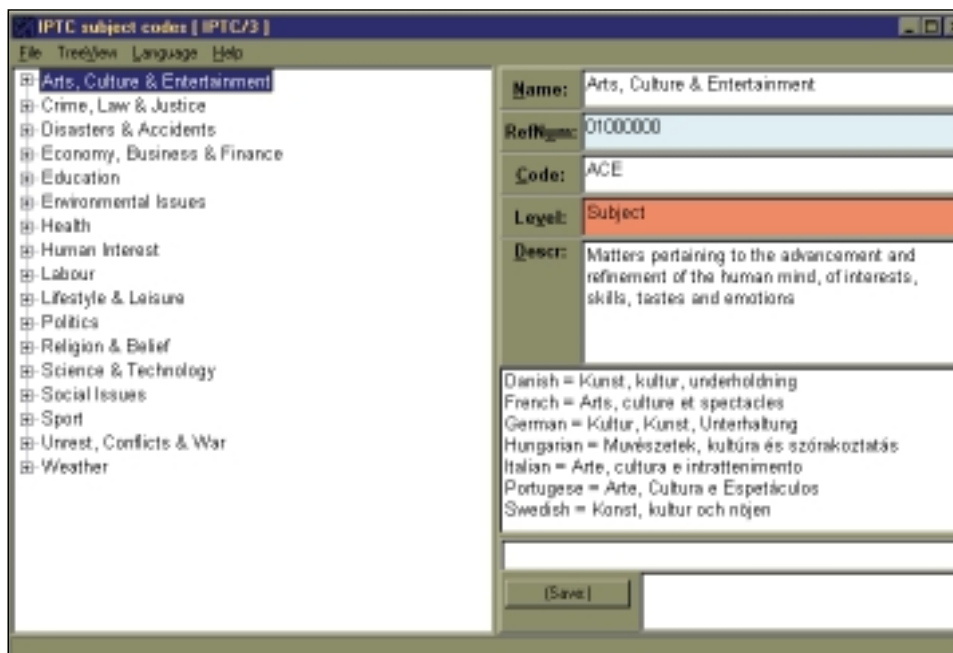 IPTC subject codes [ IPTC/3 ]
File TreeView Language Help
Arts, Culture & Entertainment
Crime, Law & Justice
Disasters & Accidents
Economy, Business & Finance
Education
Environmental Issues
Health
Human Interest
Labour
Lifestyle & Leisure
Politics
Religion & Belief
Science & Technology
Social Issues
Sport
Unrest, Conflicts & War
Weather
Name: Arts, Culture & Entertainment
RefNum: 01000000
Code: ACE
Level: Subject
Descr: Matters pertaining to the advancement and
refinement of the human mind, of interests,
skills, tastes and emotions
Danish = Kunst, kultur, underholdning
French = Arts, culture et spectacles
German = Kultur, Kunst, Unterhaltung
Hungarian = Muvészetek, kultúra és szórakoztatás
Italian = Arte, cultura e intrattenimento
Portugese = Arte, Cultura e Espetáculos
Swedish = Konst, kultur och nöjen
(Save)